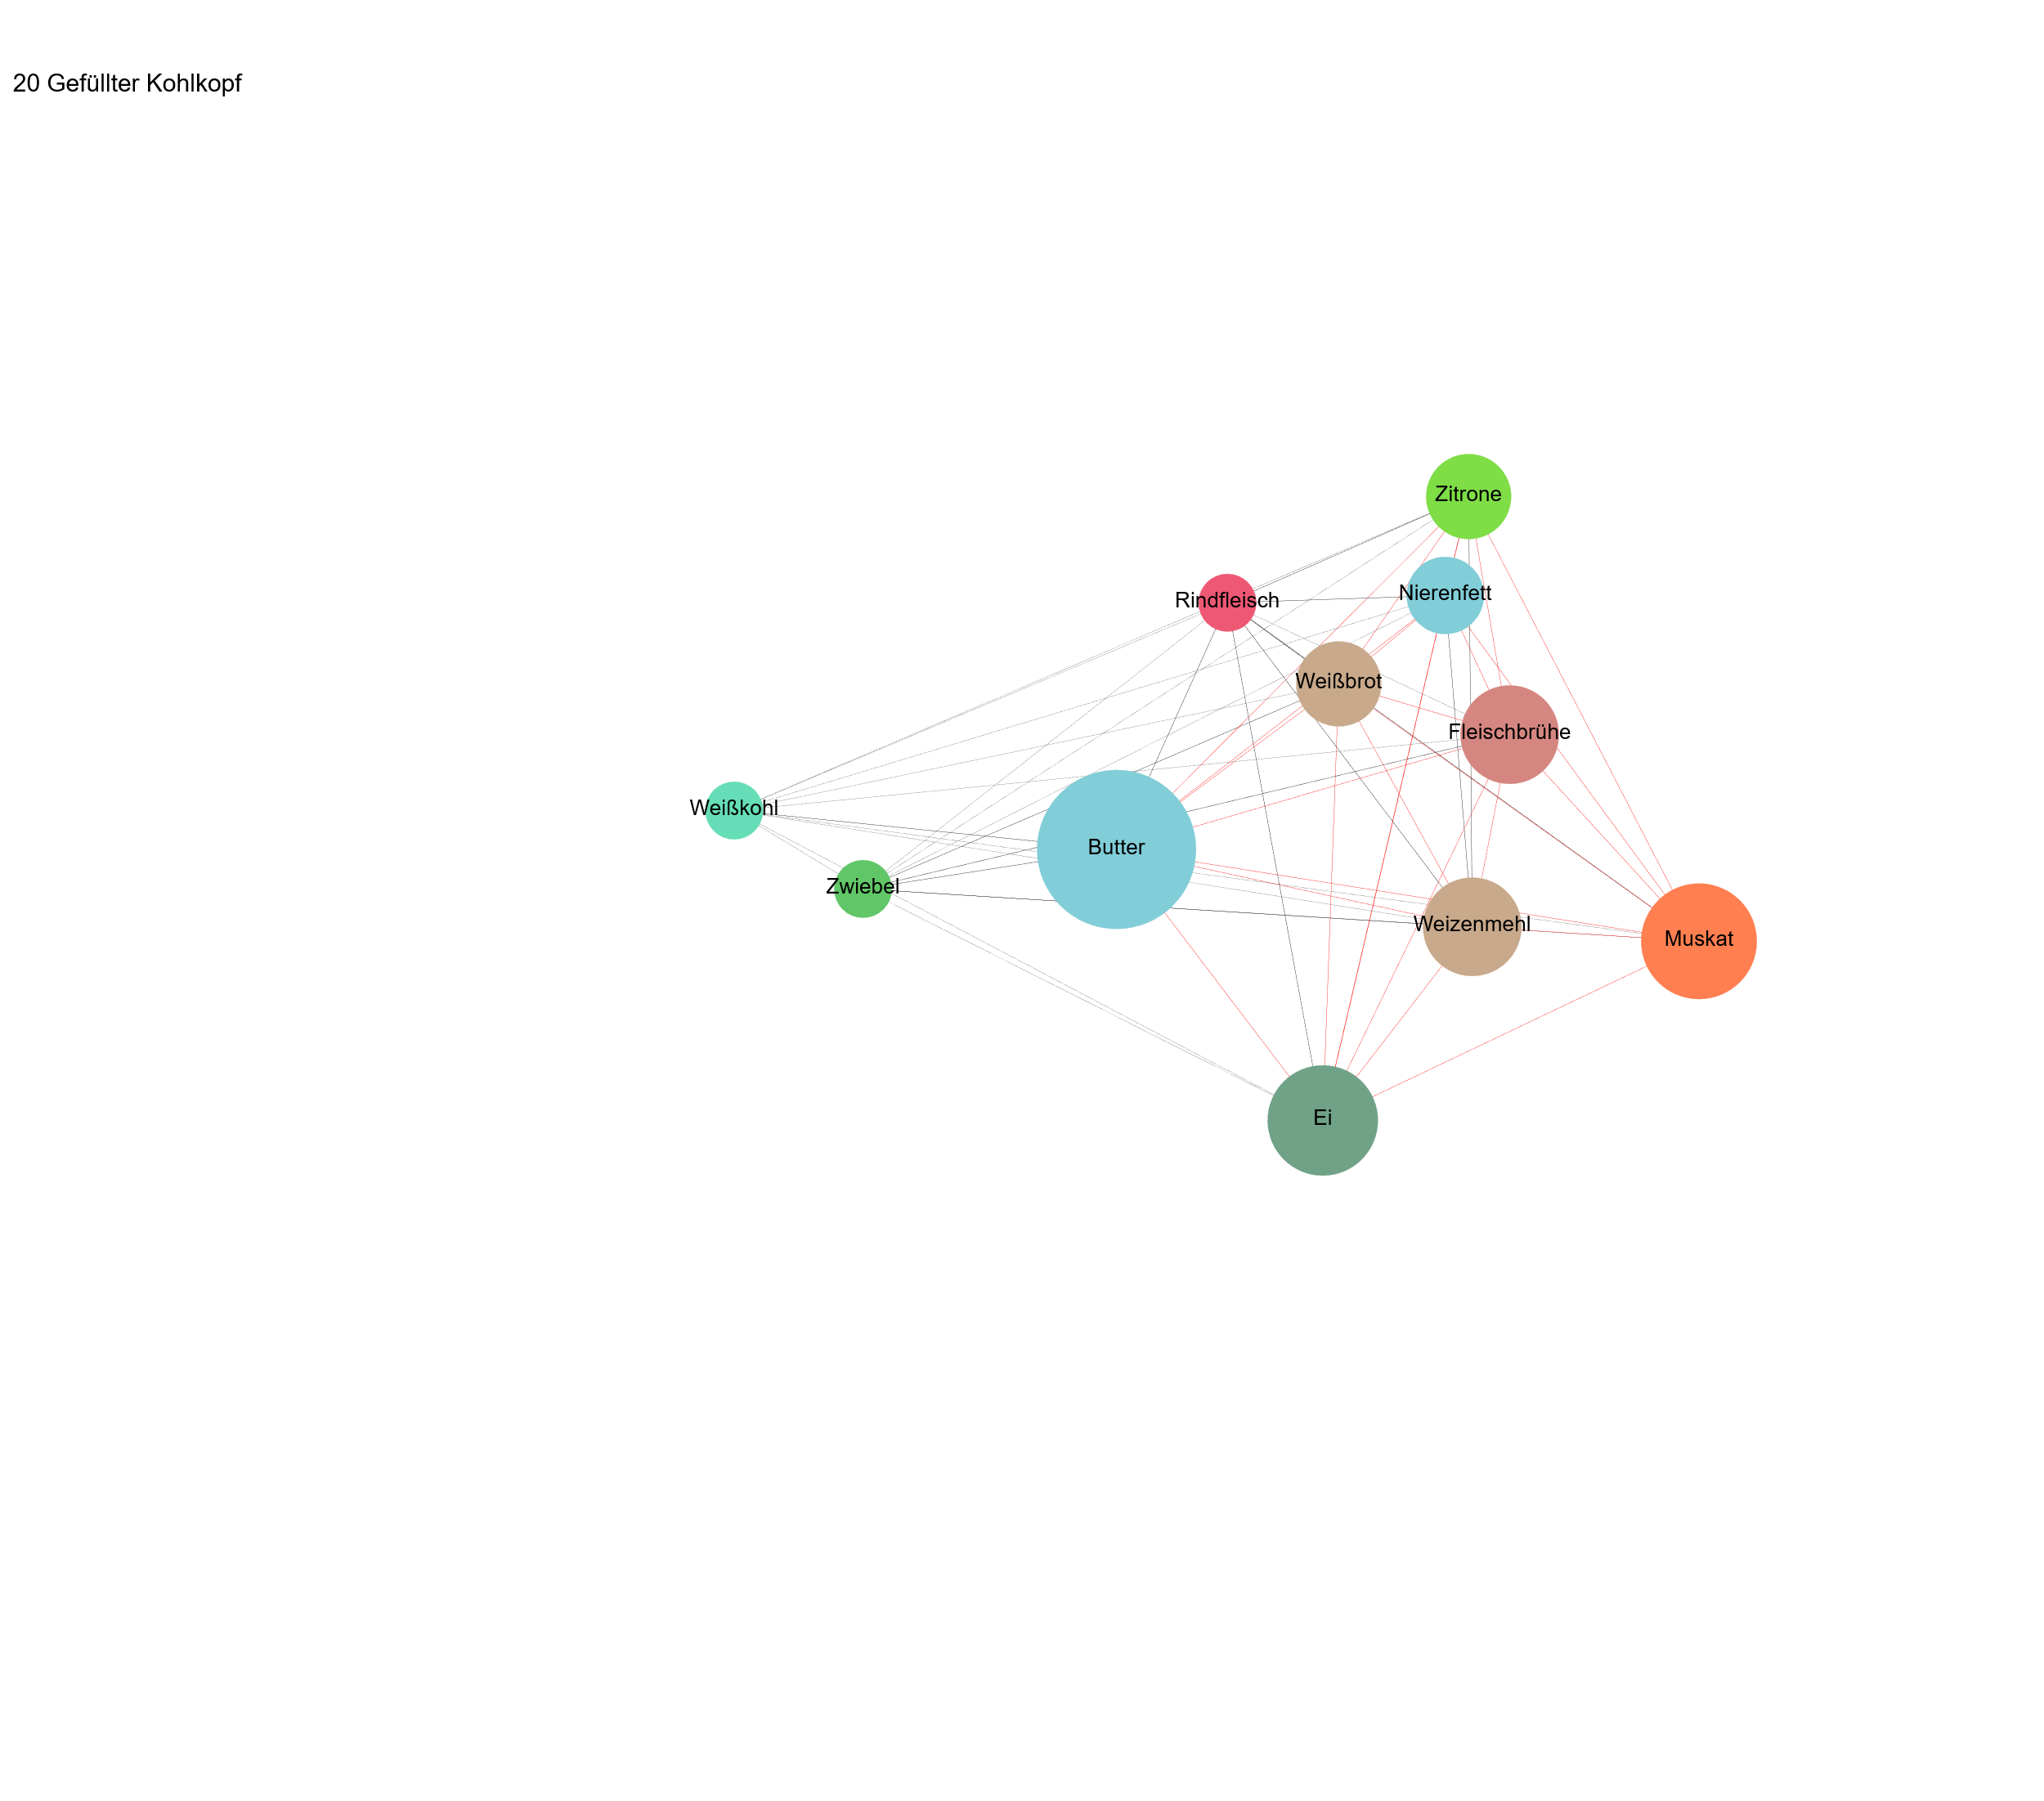 20 Gefüllter Kohlkopf
Zitrone
Nierenfett
Rindfleisch
Weißbrot
Fleischbrühe
Weißkohl
Butter
Zwiebel
Weizenmehl
Muskat
Ei